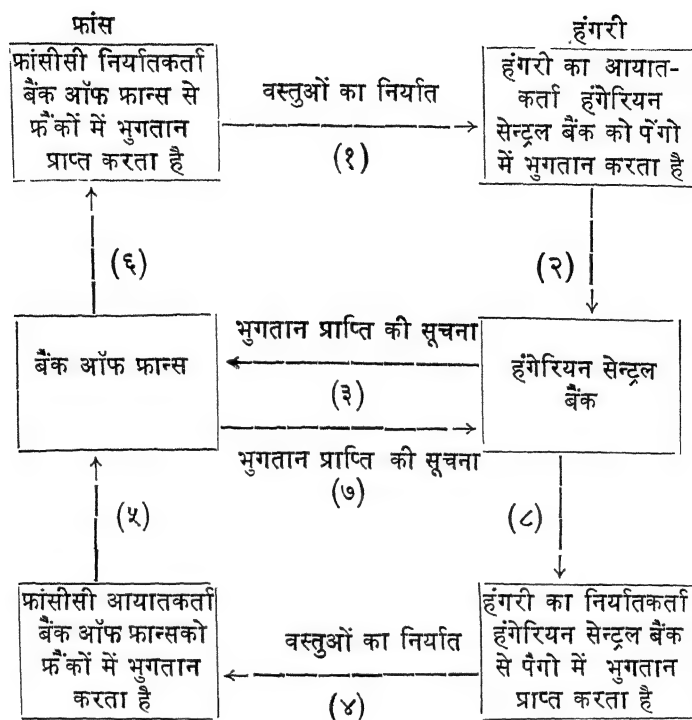 फ्रांस
हंगरी
फ्रांसीसी निर्यातकर्ता
बैंक ऑफ फ्रान्स से
फ्रैंकों में भुगतान
प्राप्त करता है
वस्तुओं का निर्यात
(१)
हंगरी का आयात-
कर्ता हंगेरियन
सेन्ट्रल बैंक को पेंगो
में भुगतान करता है
(६)
(२)
बैंक ऑफ फ्रान्स
भुगतान प्राप्ति की सूचना
(३)
भुगतान प्राप्ति की सूचना
(७)
हंगेरियन सेन्ट्रल
बैंक
(५)
(८)
फ्रांसीसी आयातकर्ता
बैंक ऑफ फ्रान्सको
फ्रैंकों में भुगतान
करता है
वस्तुओं का निर्यात
(४)
हंगरी का निर्यातकर्ता
हंगेरियन सेन्ट्रल बैंक
से पैगो में भुगतान
प्राप्त करता है